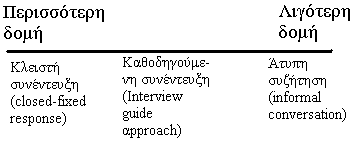 Περισσότερη
δομή
Λιγότερη
δομή
Κλειστή
συνέντευξη
(closed-fixed
response)
Καθοδηγούμε-
νη συνέντευξη
(Interview
guide
approach)
Άτυπη
συζήτηση
(informal
conversation)